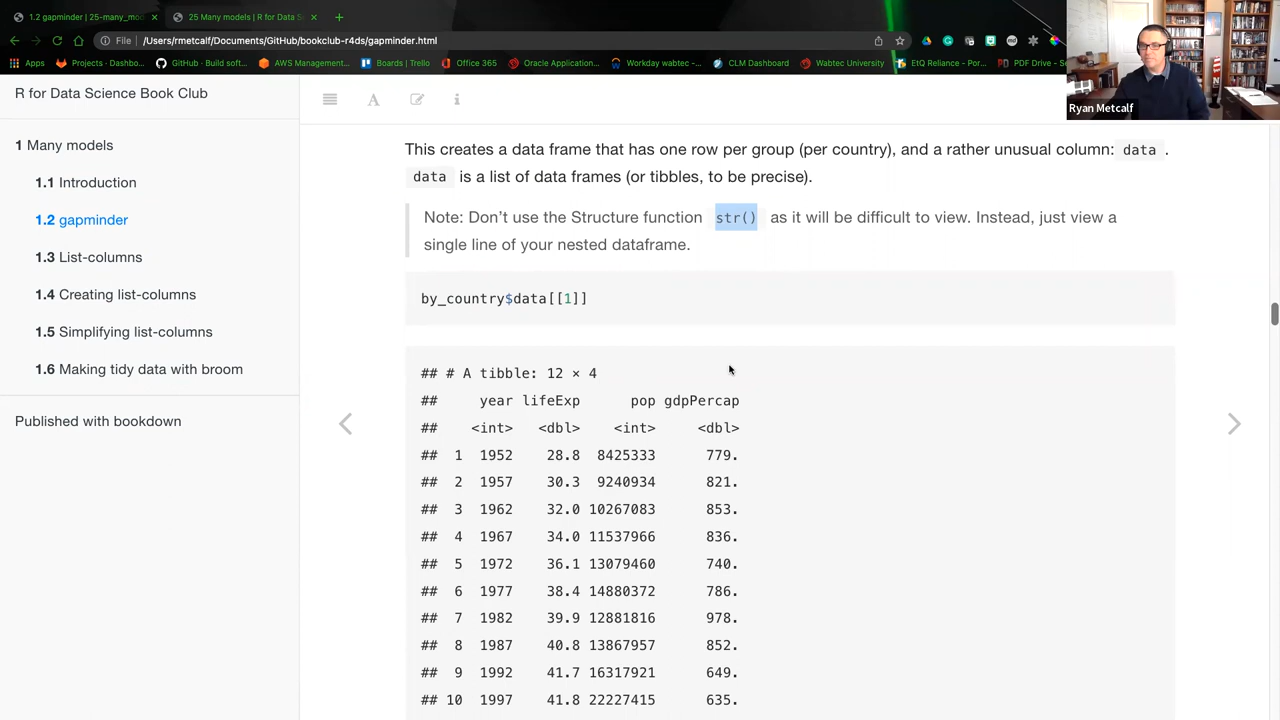 1.2 gapminder | 25-many_mo
25 Many models | R for Data S
File
/Users/rmetcalf/Documents/GitHub/bookclub-r4ds/gapminder.html
Apps
Projects - Dashbo...
GitHub · Build soft...
AWS Management...
Boards | Trello
Office 365
Oracle Application...
Workday wabtec -...
CLM Dashboard
Wabtec University
EtQ Reliance - Por...
PDF Drive - Se
Ryan Metcalf
R for Data Science Book Club
1 Many models
1.1 Introduction
1.2 gapminder
1.3 List-columns
1.4 Creating list-columns
1.5 Simplifying list-columns
1.6 Making tidy data with broom
Published with bookdown
This creates a data frame that has one row per group (per country), and a rather unusual column: data .
data is a list of data frames (or tibbles, to be precise).
Note: Don't use the Structure function str() as it will be difficult to view. Instead, just view a
single line of your nested dataframe.
by_country$data[[1]]
## # A tibble: 12 × 4
## year lifeExp pop gdpPercap
## <int> <dbl> <int> <dbl>
## 1 1952 28.8 8425333 779.
## 2 1957 30.3 9240934 821.
## 3 1962 32.0 10267083 853.
## 4 1967 34.0 11537966 836.
## 5 1972 36.1 13079460 740.
## 6 1977 38.4 14880372 786.
## 7 1982 39.9 12881816 978.
## 8 1987 40.8 13867957 852.
## 9 1992 41.7 16317921 649.
## 10 1997 41.8 22227415 635.